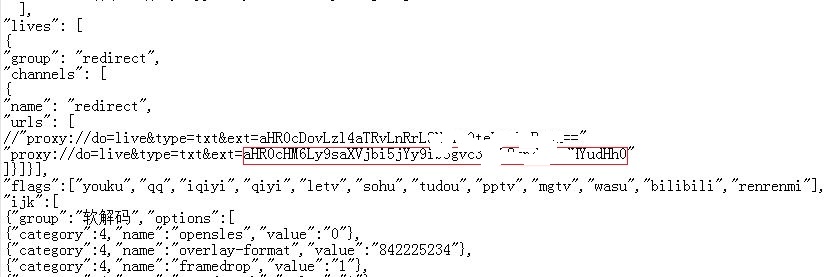 ],
"lives": [
{
"group": "redirect",
"channels": [
{
"name": "redirect",
"urls": [
//"proxy://do=live&type=txt&ext=
"proxy://do=live&type=txt&ext=
]}]}],
"flags":["youku","qq","iqiyi","qiyi","letv","sohu","tudou","pptv","mgtv","wasu","bilibili","renrenmi"],
"ijk":[
{"group":"软解码","options":[
{"category":4,"name":"opensles","value":"0"},
{"category":4,"name":"overlay-format","value":"842225234"},
{"category":4,"name":"framedrop","value":"1"},